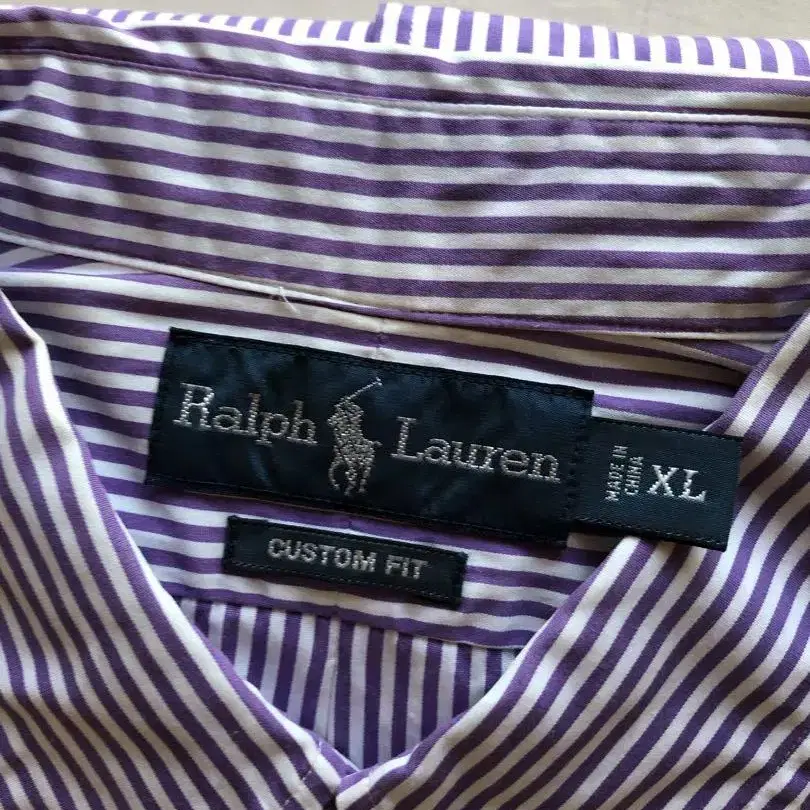 Ralph Lauren
MADE IN
CHINA
XL
CUSTOM FIT